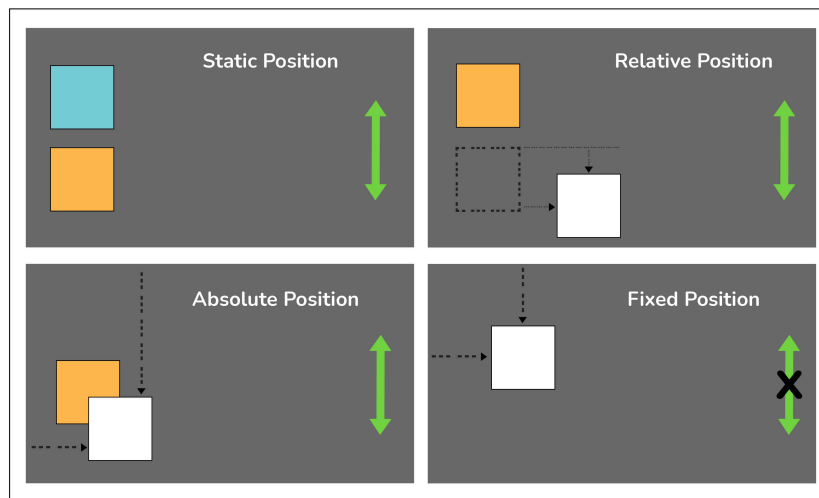 Static Position
Relative Position
Absolute Position
Fixed Position